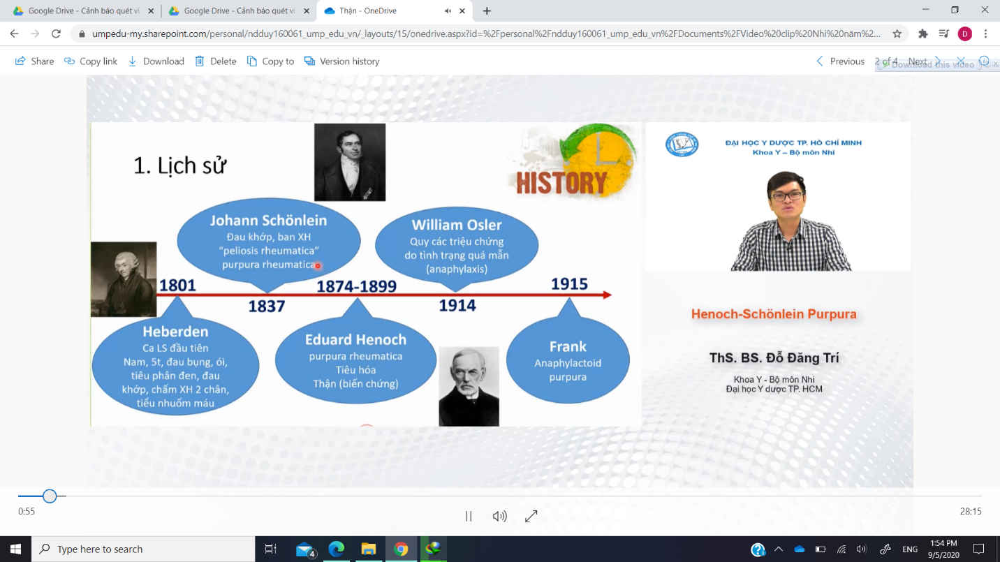 Google Drive - Cảnh báo quét vi
Google Drive - Cảnh báo quét vi
Thận - OneDrive
umpedu-my.sharepoint.com/personal/ndduy160061_ump_edu_vn/_layouts/15/onedrive.aspx?id=%2Fpersonal%2Fndduy160061_ump_edu_vn%2FDocuments%2FVideo%20clip%20Nhi%20năm%2...
D
Share
Copy link
Download
Delete
Copy to
Version history
Previous
2 of 4
Next
Download this video
1. Lịch sử
HISTORY
Johann Schönlein
Đau khớp, ban XH
“peliosis rheumatica”
purpura rheumatica
William Osler
Quy các triệu chứng
do tình trạng quá mẫn
(anaphylaxis)
1801
1837
1874-1899
1914
1915
Heberden
Ca LS đầu tiên
Nam, 5t, đau bụng, ói,
tiêu phân đen, đau
khớp, chấm XH 2 chân,
tiểu nhuốm máu
Eduard Henoch
purpura rheumatica
Tiêu hóa
Thận (biến chứng)
Frank
Anaphylactoid
purpura
ĐẠI HỌC Y DƯỢC TP. HỒ CHÍ MINH
Khoa Y – Bộ môn Nhi
Henoch-Schönlein Purpura
ThS. BS. Đỗ Đăng Trí
Khoa Y - Bộ môn Nhi
Đại học Y dược TP. HCM
0:55
28:15
Type here to search
4
ENG
1:54 PM
9/5/2020